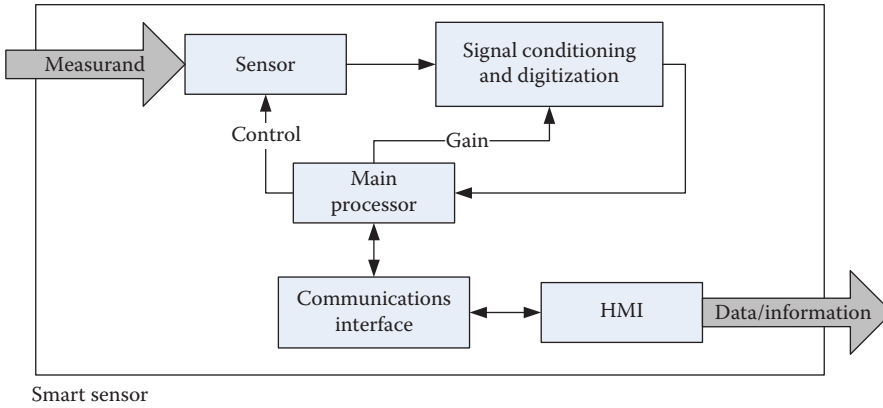 Measurand
Sensor
Signal conditioning
and digitization
Control
Gain
Main
processor
Communications
interface
HMI
Data/information
Smart sensor